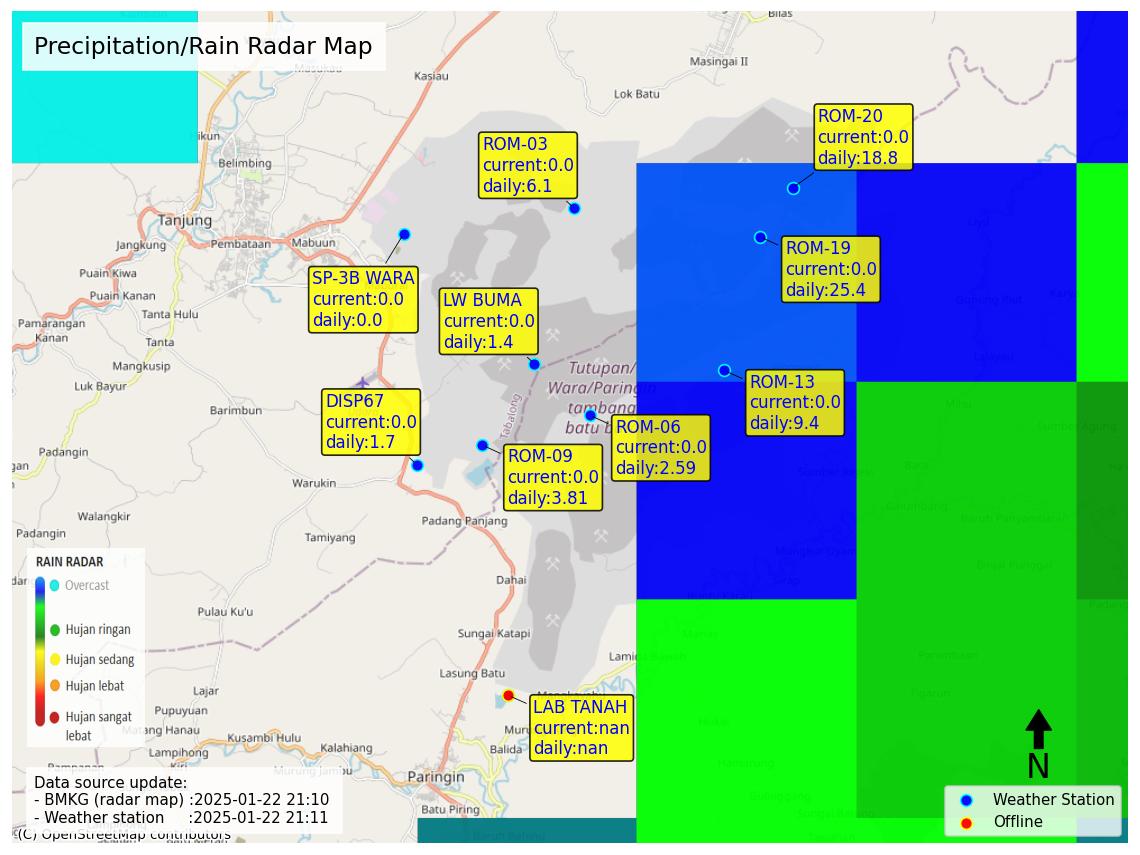 Precipitation/Rain Radar Map
Bilas
Masingai II
Kasiau
Lok Batu
Hikun
Belimbing
Tanjung
Jangkung
Pembataan
Mabuun
Puain Kiwa
Puain Kanan
Tanta Hulu
Pamarangan
Kanan
Tanta
Mangkusip
Luk Bayur
Barimbun
Padangin
Warukin
Walangkir
Padangin
Tamiyang
Padang Panjang
Dahai
Pulau Ku'u
Sungai Katapi
Lasung Batu
Lajar
Pupuyuan
Matang Hanau
Lampihong
Kusambi Hulu
Kalahiang
Murung Jambu
Paringin
Balida
Batu Piring
Tabalong
Tutupan/
Wara/Paringin
tambang
batu b
ROM-03
current:0.0
daily:6.1
ROM-20
current:0.0
daily:18.8
ROM-19
current:0.0
daily:25.4
SP-3B WARA
current:0.0
daily:0.0
LW BUMA
current:0.0
daily:1.4
ROM-13
current:0.0
daily:9.4
DISP67
current:0.0
daily:1.7
ROM-06
current:0.0
daily:2.59
ROM-09
current:0.0
daily:3.81
LAB TANAH
current:nan
daily:nan
RAIN RADAR
Overcast
Hujan ringan
Hujan sedang
Hujan lebat
Hujan sangat
lebat
Data source update:
- BMKG (radar map) :2025-01-22 21:10
- Weather station :2025-01-22 21:11
(C) OpenStreetMap contributors
N
Weather Station
Offline